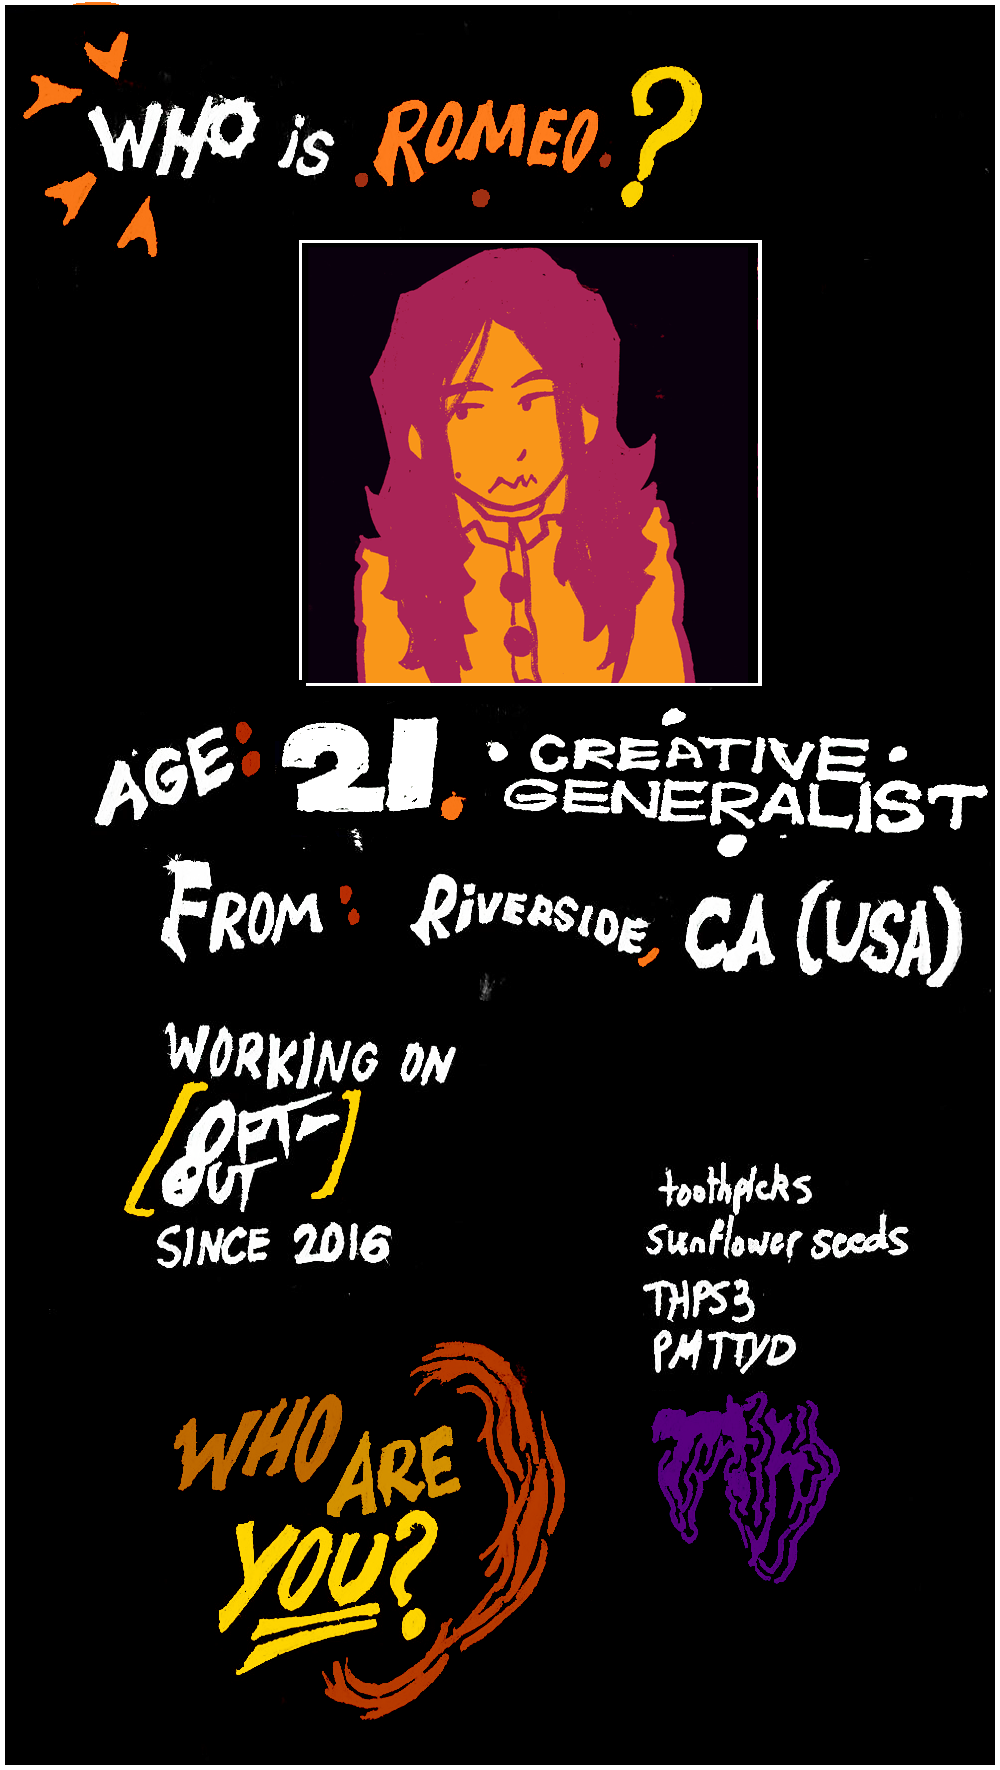 WHO iS ROMEO?
AGE: 21.
• CREATIVE •
GENERALIST
FROM: RiVERSIDE, CA (USA)
WORKING ON
[OPT-
OUT]
SINCE 2016
toothpicks
sunflower seeds
THPS3
PMTTYD
WHO
ARE
YOU?